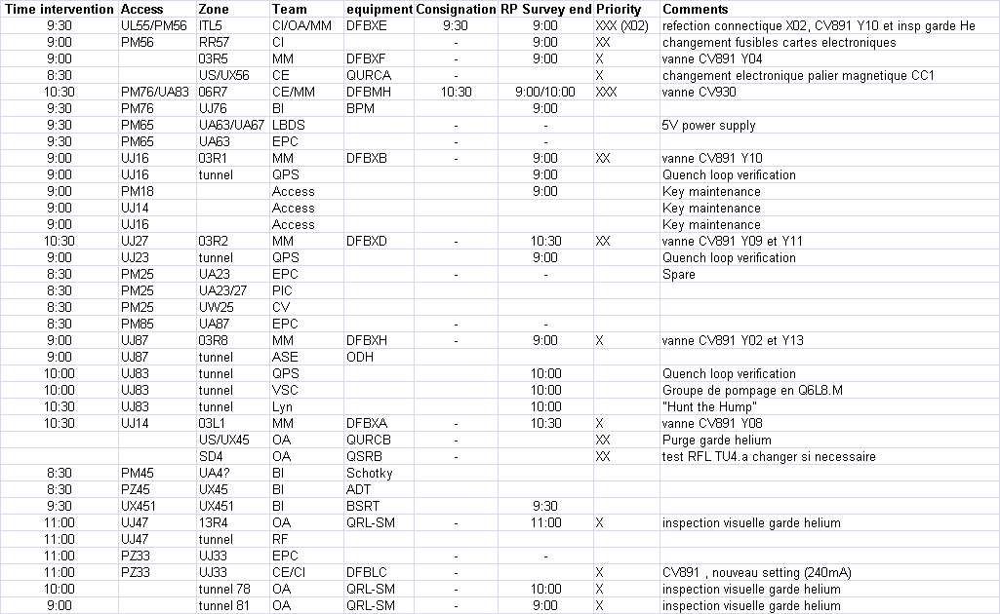 Time intervention Access Zone Team equipment Consignation RP Survey end Priority Comments
9:30 UL55/PM56 ITL5 CI/OA/MM DFBXE 9:30 9:00 XXX (X02) refection connectique X02, CV891 Y10 et insp garde He
9:00 PM56 RR57 CI - 9:00 XX changement fusibles cartes electroniques
9:00 03R5 MM DFBXF - 9:00 X vanne CV891 Y04
8:30 US/UX56 CE QURCA X changement electronique palier magnetique CC1
10:30 PM76/UA83 06R7 CE/MM DFBMH 10:30 9:00/10:00 XXX vanne CV930
9:30 PM76 UJ76 BI BPM 9:00
9:30 PM65 UA63/UA67 LBDS - - 5V power supply
9:30 PM65 UA63 EPC - -
9:00 UJ16 03R1 MM DFBXB - 9:00 XX vanne CV891 Y10
9:00 UJ16 tunnel QPS 9:00 Quench loop verification
9:00 PM18 Access 9:00 Key maintenance
9:00 UJ14 Access Key maintenance
9:00 UJ16 Access Key maintenance
10:30 UJ27 03R2 MM DFBXD - 10:30 XX vanne CV891 Y09 et Y11
9:00 UJ23 tunnel QPS 9:00 Quench loop verification
8:30 PM25 UA23 EPC - - Spare
8:30 PM25 UA23/27 PIC
8:30 PM25 UW25 CV
8:30 PM85 UA87 EPC - -
9:00 UJ87 03R8 MM DFBXH - 9:00 X vanne CV891 Y02 et Y13
9:00 UJ87 tunnel ASE ODH
10:00 UJ83 tunnel QPS 10:00 Quench loop verification
10:00 UJ83 tunnel VSC 10:00 Groupe de pompage en Q6L8.M
10:30 UJ83 tunnel Lyn 10:00 "Hunt the Hump"
10:30 UJ14 03L1 MM DFBXA - 10:30 X vanne CV891 Y08
US/UX45 OA QURCB - XX Purge garde helium
SD4 OA QSRB - XX test RFL TU4.a changer si necessaire
8:30 PM45 UA4? BI Schotky
8:30 PZ45 UX45 BI ADT
9:30 UX451 UX451 BI BSRT 9:30
11:00 UJ47 13R4 OA QRL-SM - 11:00 X inspection visuelle garde helium
11:00 UJ47 tunnel RF
11:00 PZ33 UJ33 EPC - -
11:00 PZ33 UJ33 CE/CI DFBLC - X CV891 , nouveau setting (240mA)
10:00 tunnel 78 OA QRL-SM - 10:00 X inspection visuelle garde helium
9:00 tunnel 81 OA QRL-SM - 9:00 X inspection visuelle garde helium